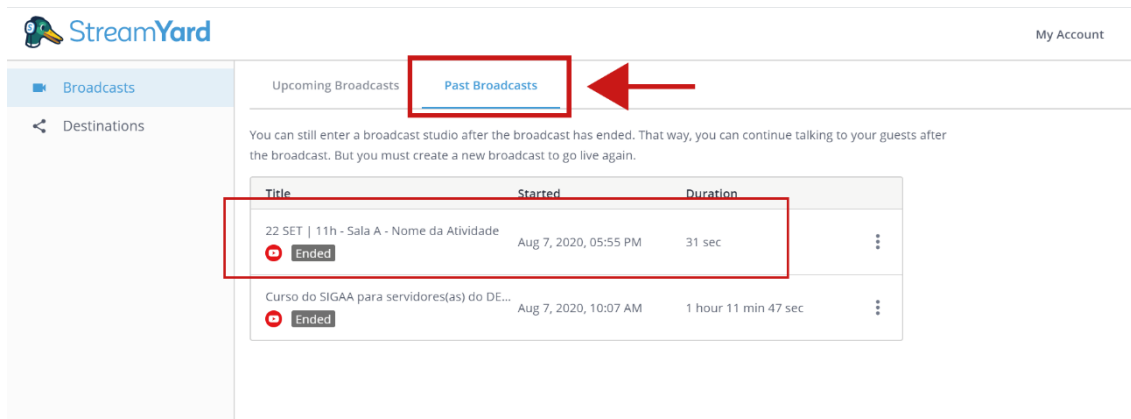 StreamYard
My Account
Broadcasts
Destinations
Upcoming Broadcasts
Past Broadcasts
You can still enter a broadcast studio after the broadcast has ended. That way, you can continue talking to your guests after
the broadcast. But you must create a new broadcast to go live again.
Title Started Duration
22 SET | 11h - Sala A - Nome da Atividade
Ended
Aug 7, 2020, 05:55 PM
31 sec
Curso do SIGAA para servidores(as) do DE...
Ended
Aug 7, 2020, 10:07 AM
1 hour 11 min 47 sec